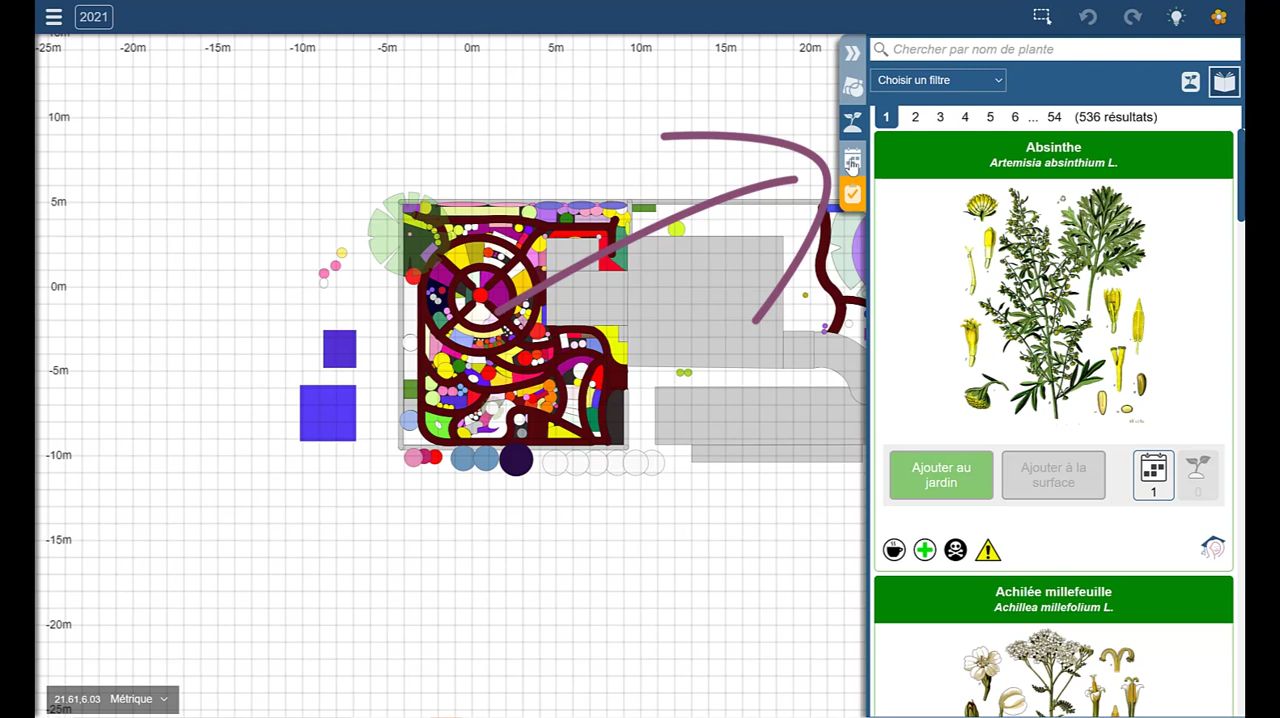 2021
-25m -20m -15m -10m -5m 0m 5m 10m 15m 20m
10m
5m
0m
-5m
-10m
-15m
-20m
-25m
21.61,6.03 Métrique
Chercher par nom de plante
Choisir un filtre
1 2 3 4 5 6 ... 54 (536 résultats)
Absinthe
Artemisia absinthium L.
Ajouter au
jardin
Ajouter à la
surface
1
0
Achilée millefeuille
Achillea millefolium L.